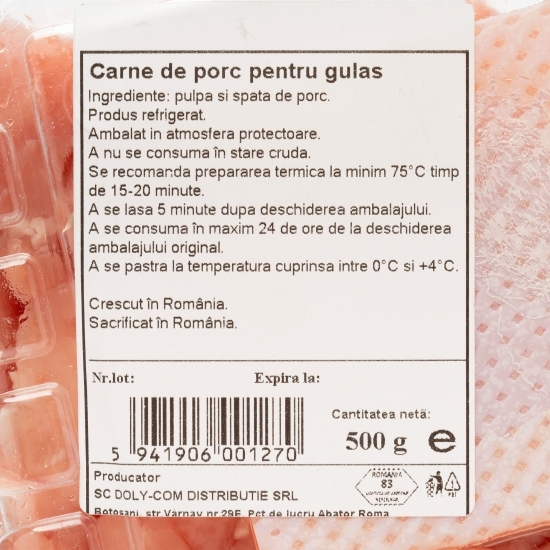 Carne de porc pentru gulas
Ingrediente: pulpa si spata de porc.
Produs refrigerat.
Ambalat in atmosfera protectoare.
A nu se consuma în stare cruda.
Se recomanda prepararea termica la minim 75°C timp
de 15-20 minute.
A se lasa 5 minute dupa deschiderea ambalajului.
A se consuma în maxim 24 de ore de la deschiderea
ambalajului original.
A se pastra la temperatura cuprinsa intre 0°C si +4°C.
Crescut în România.
Sacrificat în România.
Nr.lot: Expira la:
Cantitatea netă:
500 g e
5 941906 001270
Producator
SC DOLY-COM DISTRIBUTIE SRL
ROMANIA
83
Botosani, str.Vârnav nr.29E, Pct de lucru Abator Roma